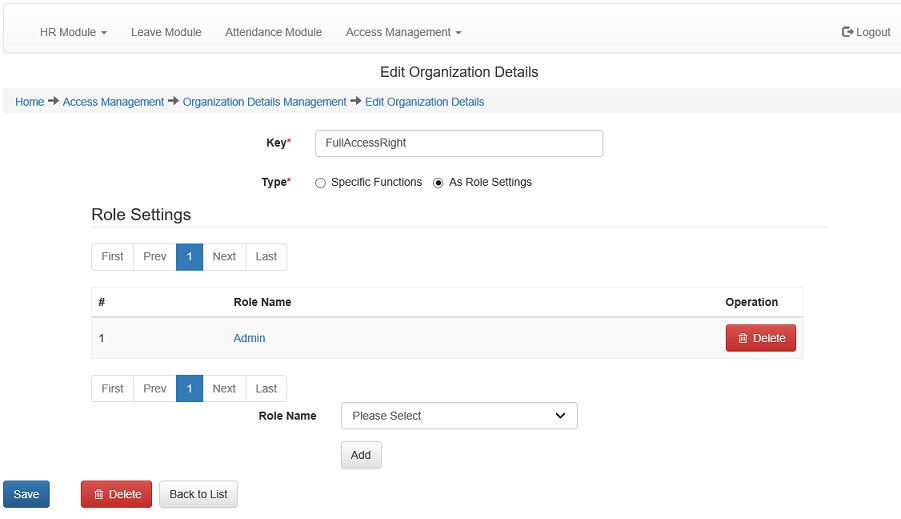 HR Module Leave Module Attendance Module Access Management Logout
Edit Organization Details
Home Access Management Organization Details Management Edit Organization Details
Key* FullAccessRight
Type* Specific Functions As Role Settings
Role Settings
First Prev 1 Next Last
# Role Name Operation
1 Admin Delete
First Prev 1 Next Last
Role Name Please Select
Add
Save Delete Back to List